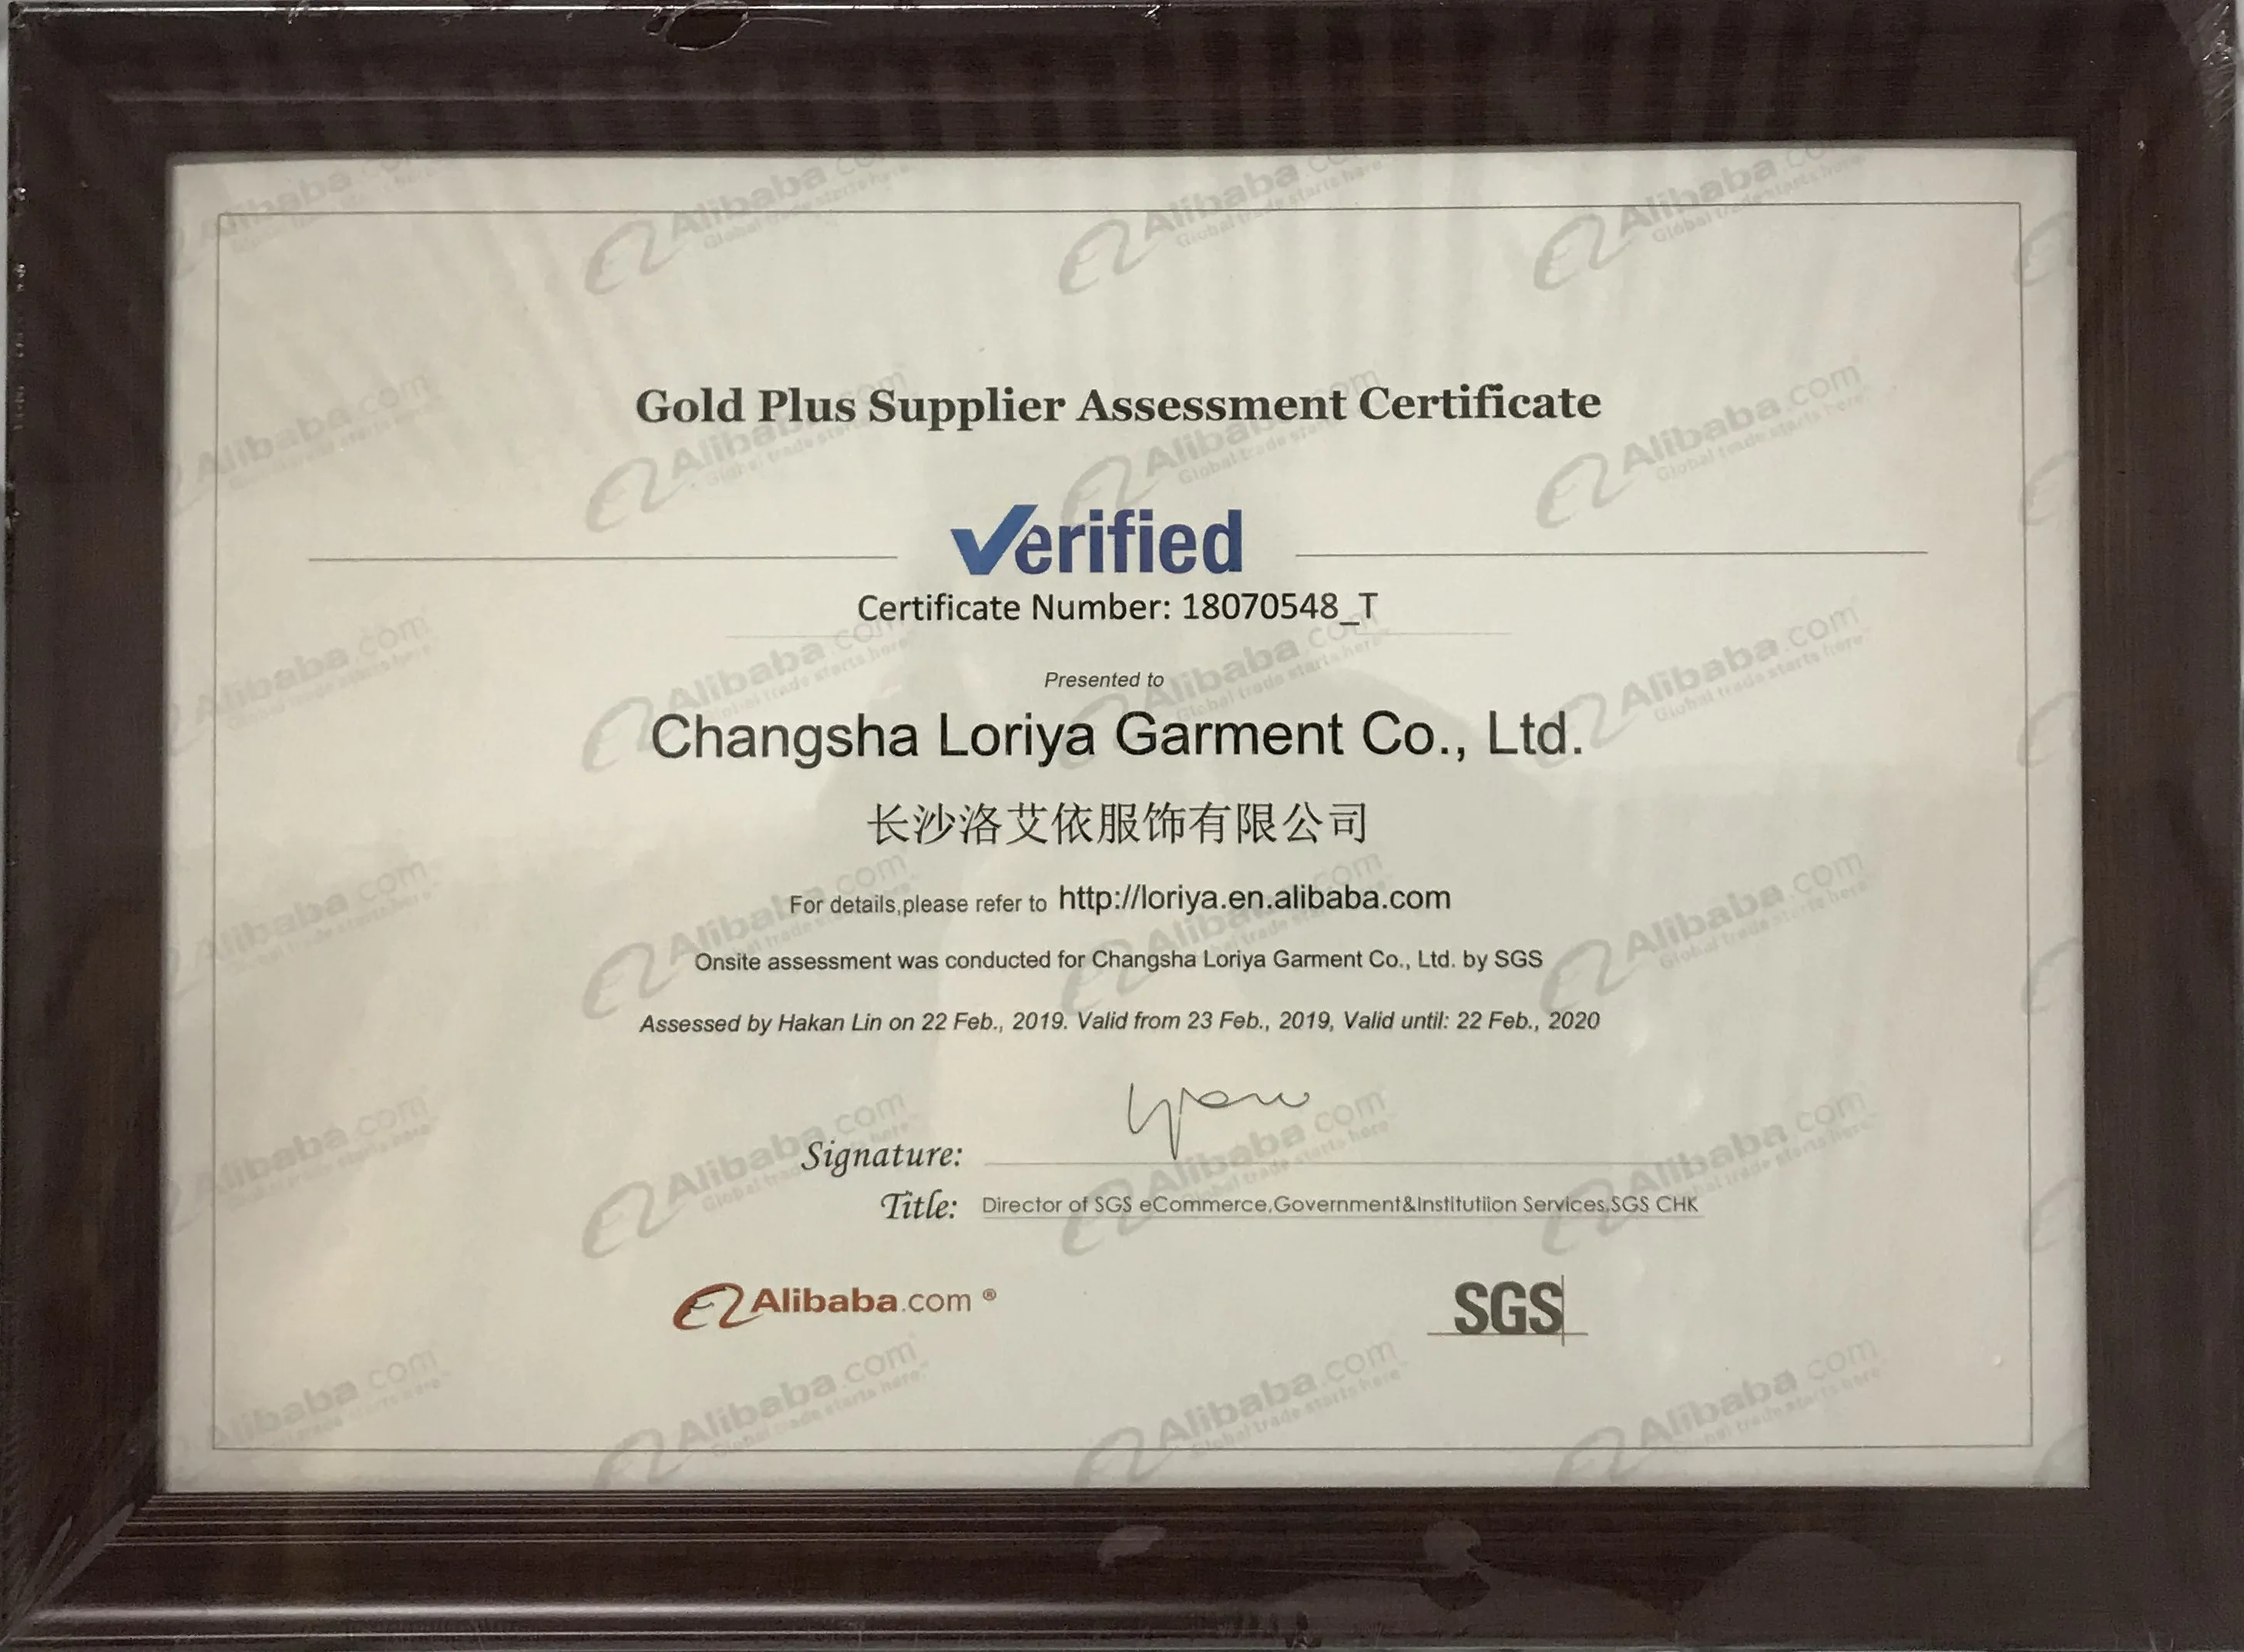 Gold Plus Supplier Assessment Certificate
Verified
Certificate Number: 18070548_T
Presented to
Changsha Loriya Garment Co., Ltd.
长沙洛艾依服饰有限公司
For details,please refer to http://loriya.en.alibaba.com
Onsite assessment was conducted for Changsha Loriya Garment Co., Ltd. by SGS
Assessed by Hakan Lin on 22 Feb., 2019. Valid from 23 Feb., 2019, Valid until: 22 Feb., 2020
Signature:
Title: Director of SGS eCommerce,Government&Institutiion Services,SGS CHK
Alibaba.com ®
SGS